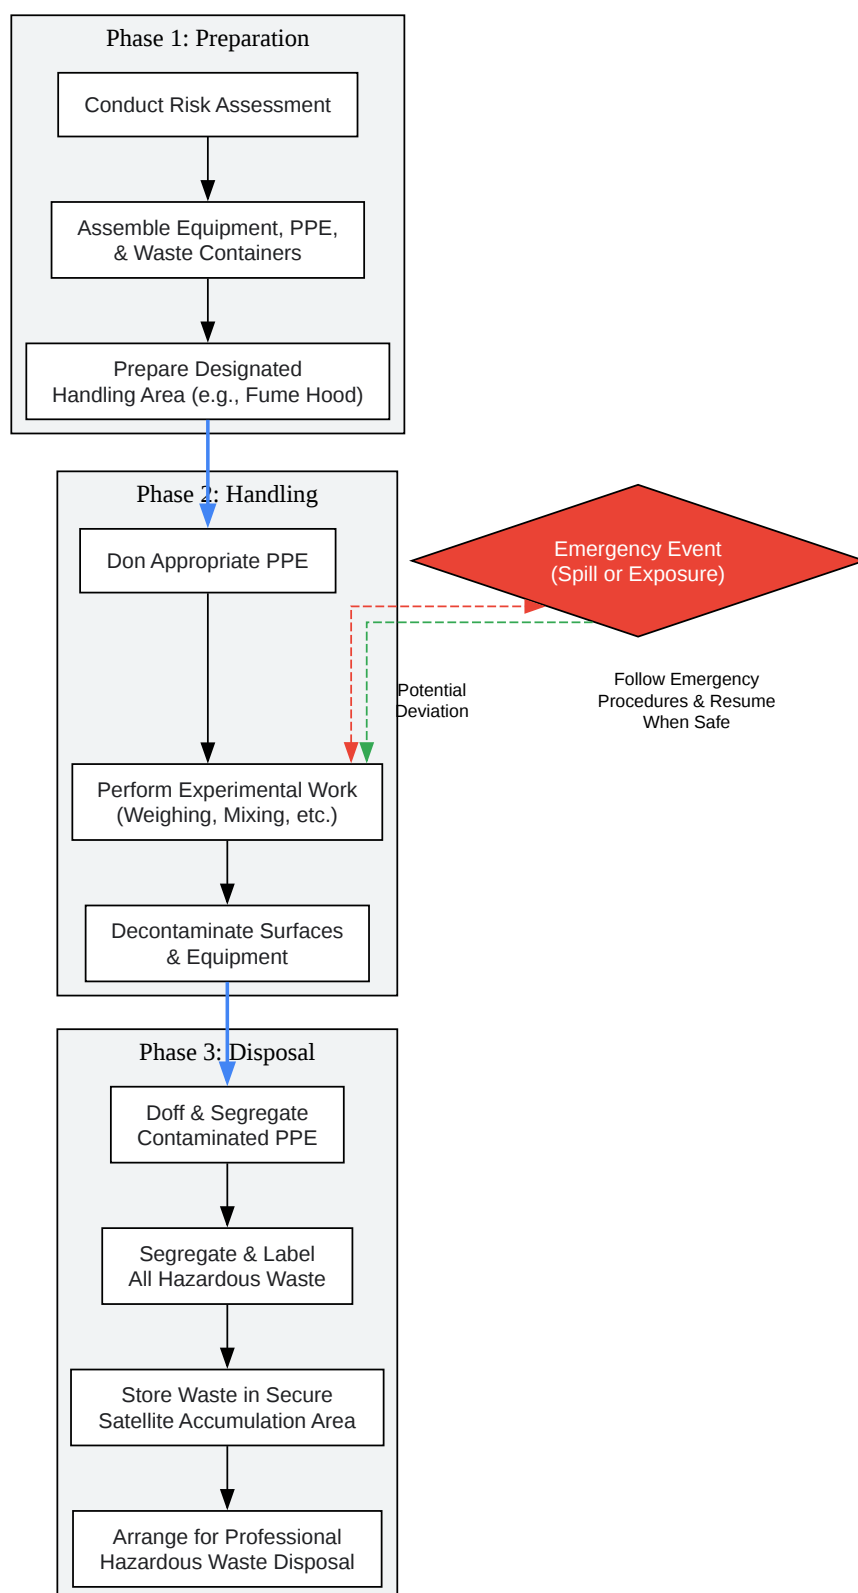 Phase 1: Preparation
Conduct Risk Assessment
Assemble Equipment, PPE,
& Waste Containers
Prepare Designated
Handling Area (e.g., Fume Hood)
Phase 2: Handling
Don Appropriate PPE
Emergency Event
(Spill or Exposure)
Potential
Deviation
Follow Emergency
Procedures & Resume
When Safe
Perform Experimental Work
(Weighing, Mixing, etc.)
Decontaminate Surfaces
& Equipment
Phase 3: Disposal
Doff & Segregate
Contaminated PPE
Segregate & Label
All Hazardous Waste
Store Waste in Secure
Satellite Accumulation Area
Arrange for Professional
Hazardous Waste Disposal